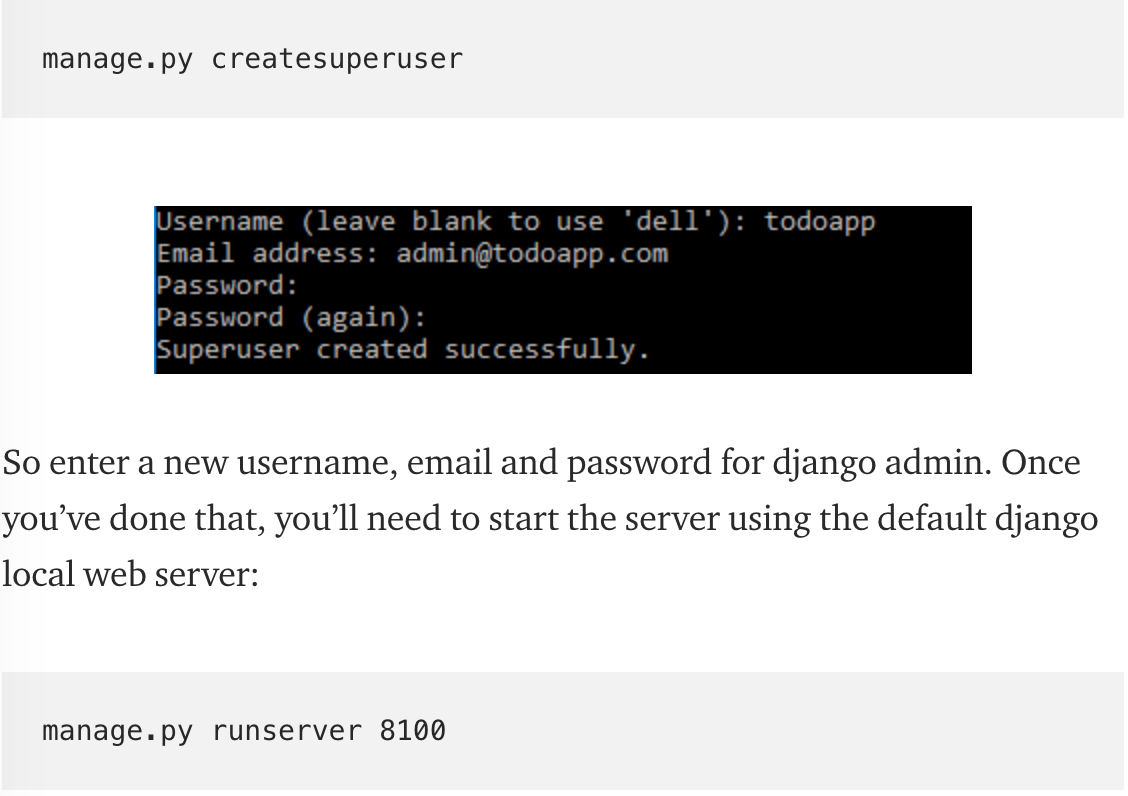 manage.py createsuperuser
Username (leave blank to use 'dell'): todoapp
Email address: admin@todoapp.com
Password:
Password (again):
Superuser created successfully.
So enter a new username, email and password for django admin. Once
you’ve done that, you’ll need to start the server using the default django
local web server:
manage.py runserver 8100